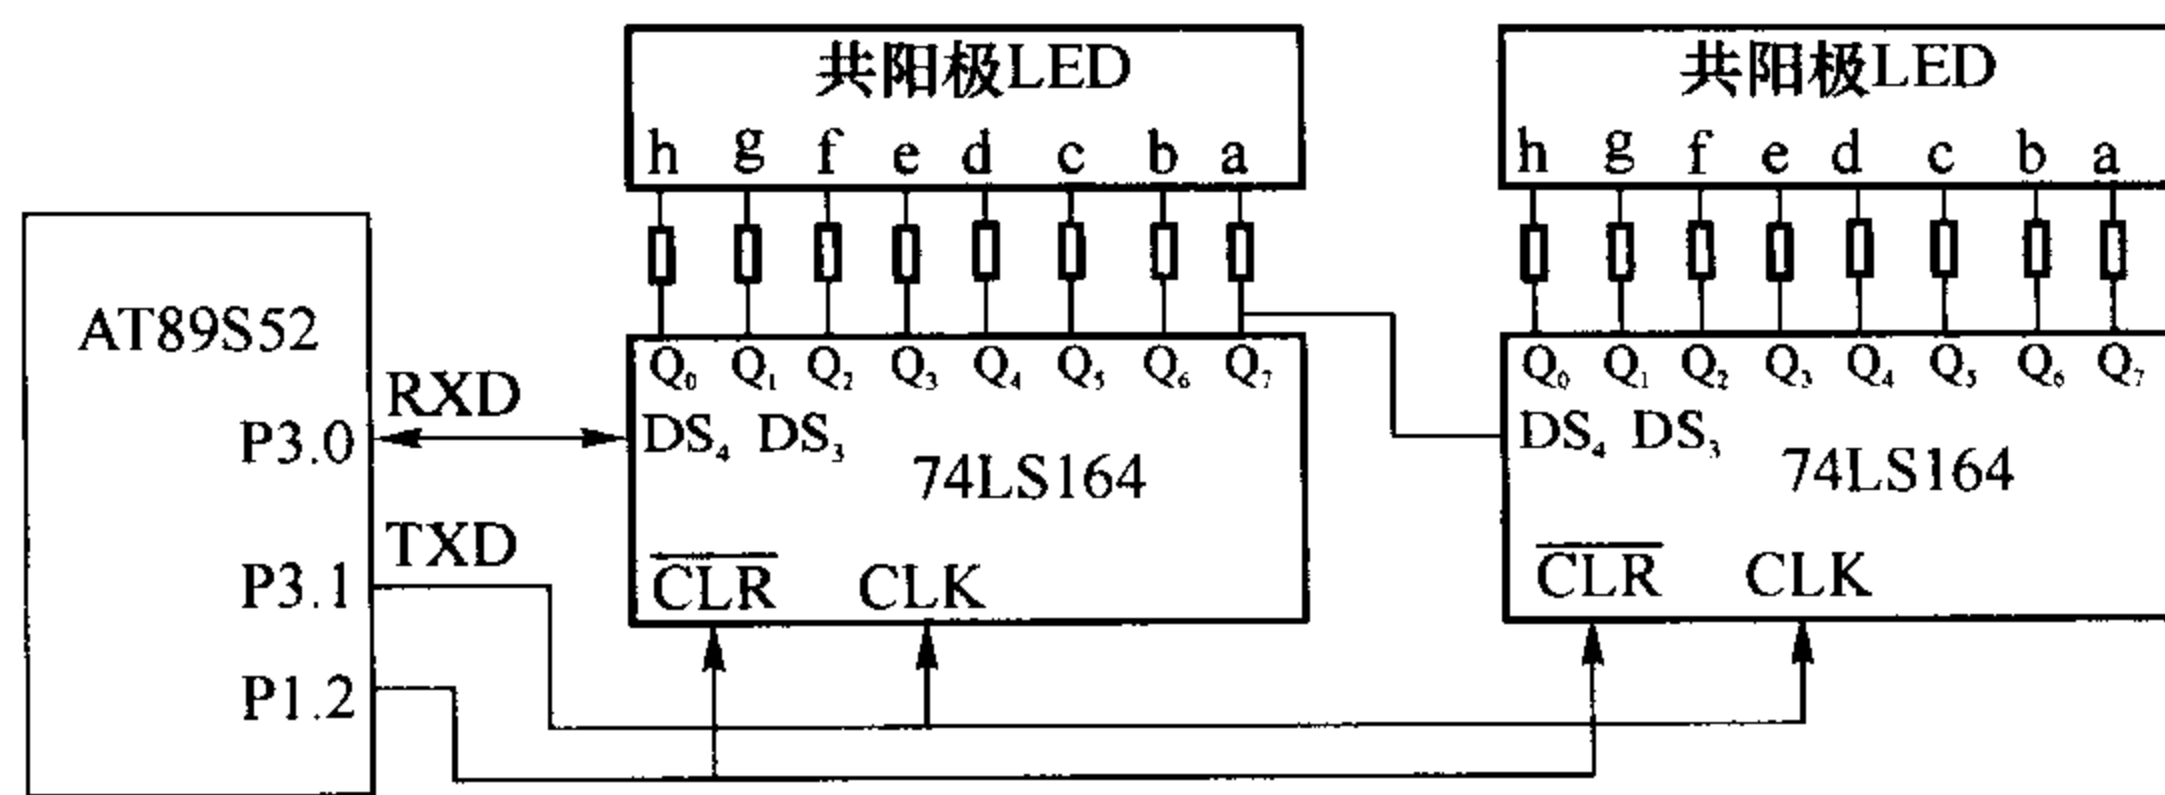 共阳极LED 共阳极LED
h g f e d c b a h g f e d c b a
AT89S52
Q₀ Q₁ Q₂ Q₃ Q₄ Q₅ Q₆ Q₇ Q₀ Q₁ Q₂ Q₃ Q₄ Q₅ Q₆ Q₇
RXD
P3.0 DS₄ DS₃ DS₄ DS₃
74LS164 74LS164
TXD
P3.1 C̅L̅R̅ CLK C̅L̅R̅ CLK
P1.2